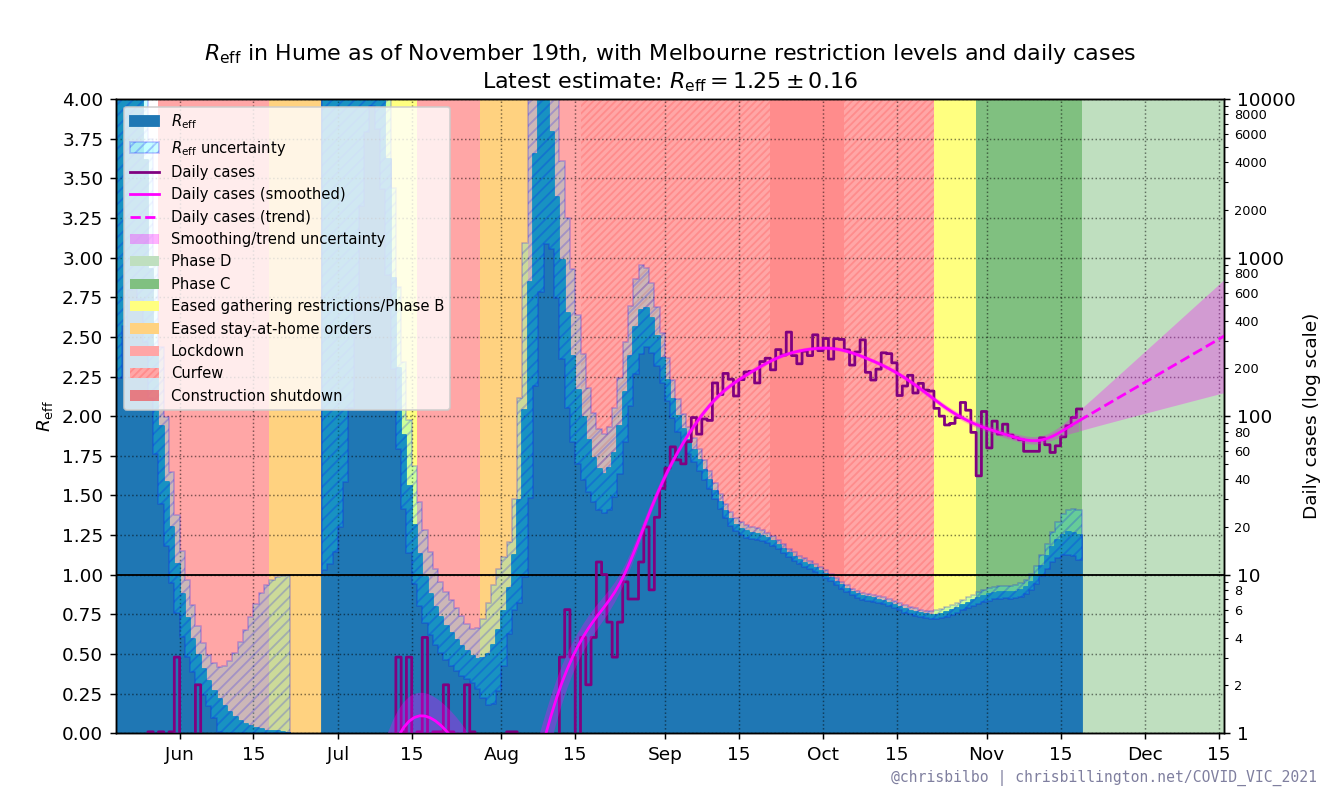 Reff in Hume as of November 19th, with Melbourne restriction levels and daily cases
Latest estimate: Reff = 1.25 ± 0.16
4.00
3.75
3.50
3.25
3.00
2.75
2.50
2.25
2.00
1.75
1.50
1.25
1.00
0.75
0.50
0.25
0.00
Reff
Reff
Reff uncertainty
Daily cases
Daily cases (smoothed)
Daily cases (trend)
Smoothing/trend uncertainty
Phase D
Phase C
Eased gathering restrictions/Phase B
Eased stay-at-home orders
Lockdown
Curfew
Construction shutdown
10000
8000
6000
4000
2000
1000
800
600
400
200
100
80
60
40
20
10
8
6
4
2
1
Daily cases (log scale)
Jun 15 Jul 15 Aug 15 Sep 15 Oct 15 Nov 15 Dec 15
@chrisbilbo | chrisbillington.net/COVID_VIC_2021